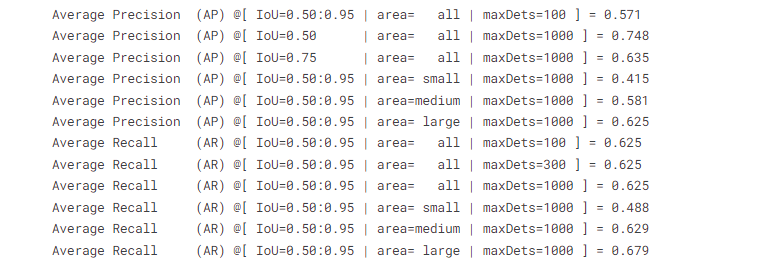 Average Precision  (AP) @[ IoU=0.50:0.95 | area=   all | maxDets=100 ] = 0.571
Average Precision  (AP) @[ IoU=0.50      | area=   all | maxDets=1000 ] = 0.748
Average Precision  (AP) @[ IoU=0.75      | area=   all | maxDets=1000 ] = 0.635
Average Precision  (AP) @[ IoU=0.50:0.95 | area= small | maxDets=1000 ] = 0.415
Average Precision  (AP) @[ IoU=0.50:0.95 | area=medium | maxDets=1000 ] = 0.581
Average Precision  (AP) @[ IoU=0.50:0.95 | area= large | maxDets=1000 ] = 0.625
Average Recall     (AR) @[ IoU=0.50:0.95 | area=   all | maxDets=100 ] = 0.625
Average Recall     (AR) @[ IoU=0.50:0.95 | area=   all | maxDets=300 ] = 0.625
Average Recall     (AR) @[ IoU=0.50:0.95 | area=   all | maxDets=1000 ] = 0.625
Average Recall     (AR) @[ IoU=0.50:0.95 | area= small | maxDets=1000 ] = 0.488
Average Recall     (AR) @[ IoU=0.50:0.95 | area=medium | maxDets=1000 ] = 0.629
Average Recall     (AR) @[ IoU=0.50:0.95 | area= large | maxDets=1000 ] = 0.679